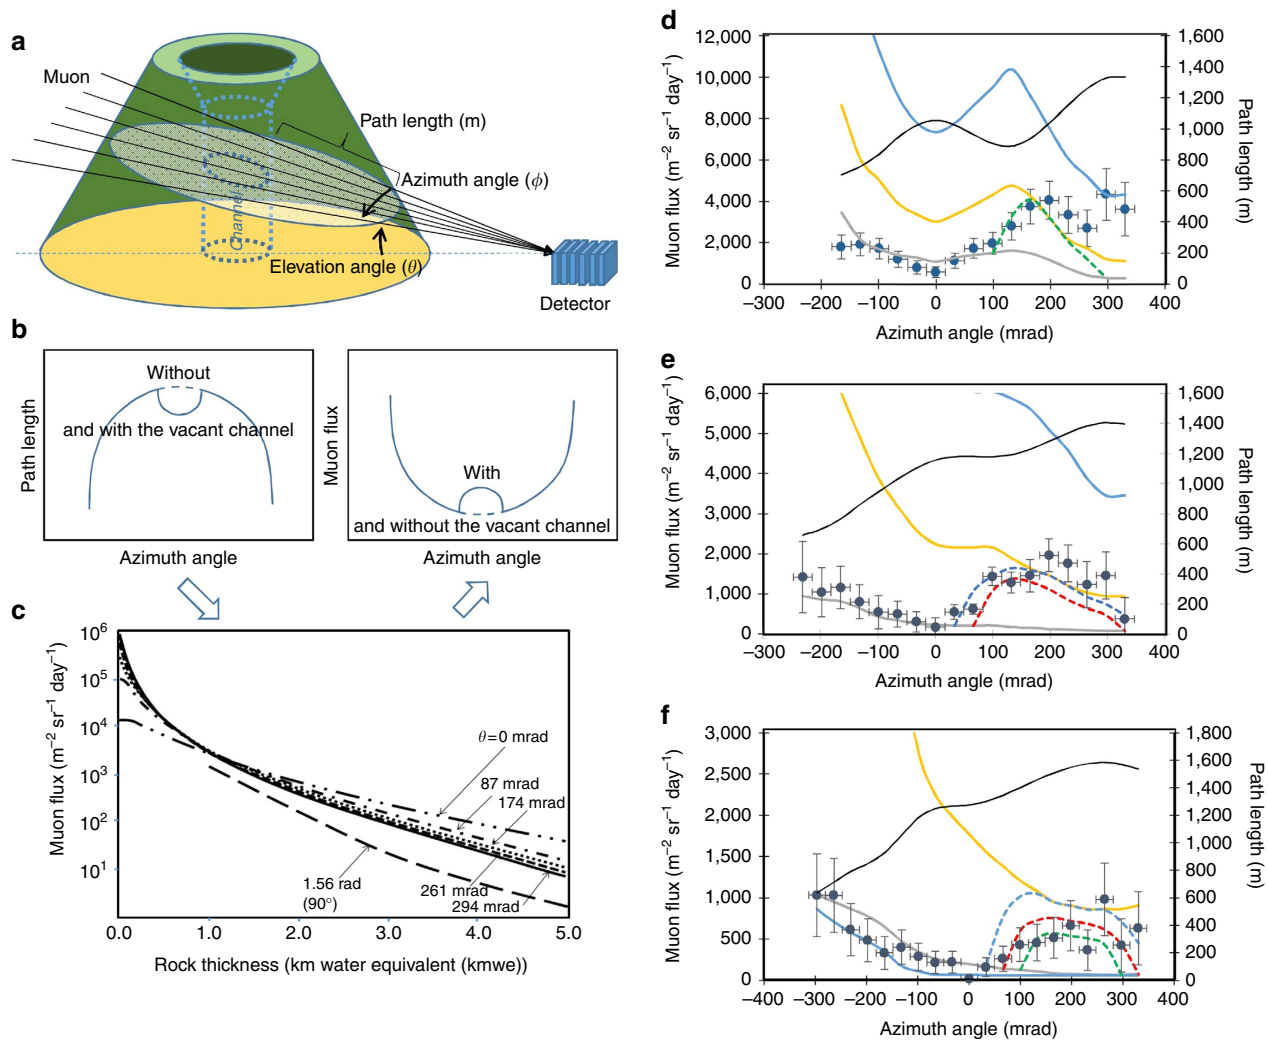 a
Muon
Path length (m)
Azimuth angle (ϕ)
Channel
Elevation angle (θ)
Detector
b
Path length
Without
and with the vacant channel
Azimuth angle
Muon flux
With
and without the vacant channel
Azimuth angle
c
Muon flux (m⁻² sr⁻¹ day⁻¹)
10⁶
10⁵
10⁴
10³
10²
10¹
θ=0 mrad
87 mrad
174 mrad
1.56 rad
(90°)
261 mrad
294 mrad
0.0 1.0 2.0 3.0 4.0 5.0
Rock thickness (km water equivalent (kmwe))
d
Muon flux (m⁻² sr⁻¹ day⁻¹)
12,000
10,000
8,000
6,000
4,000
2,000
0
1,600
1,400
1,200
1,000
800
600
400
200
0
Path length (m)
–300 –200 –100 0 100 200 300 400
Azimuth angle (mrad)
e
Muon flux (m⁻² sr⁻¹ day⁻¹)
6,000
5,000
4,000
3,000
2,000
1,000
0
1,600
1,400
1,200
1,000
800
600
400
200
0
Path length (m)
–300 –200 –100 0 100 200 300 400
Azimuth angle (mrad)
f
Muon flux (m⁻² sr⁻¹ day⁻¹)
3,000
2,500
2,000
1,500
1,000
500
0
1,800
1,600
1,400
1,200
1,000
800
600
400
200
0
Path length (m)
–400 –300 –200 –100 0 100 200 300 400
Azimuth angle (mrad)